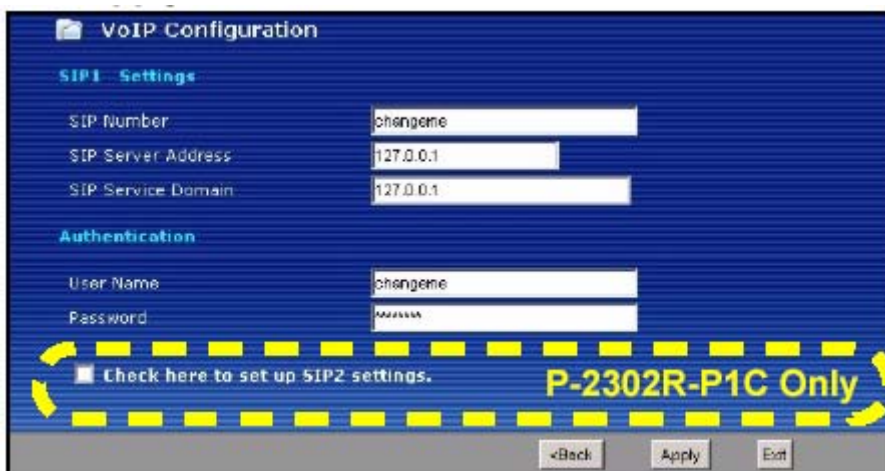 VoIP Configuration
SIP1 Settings
SIP Number changeme
SIP Server Address 127.0.0.1
SIP Service Domain 127.0.0.1
Authentication
User Name changeme
Password ********
Check here to set up SIP2 settings. P-2302R-P1C Only
<Back Apply Exit